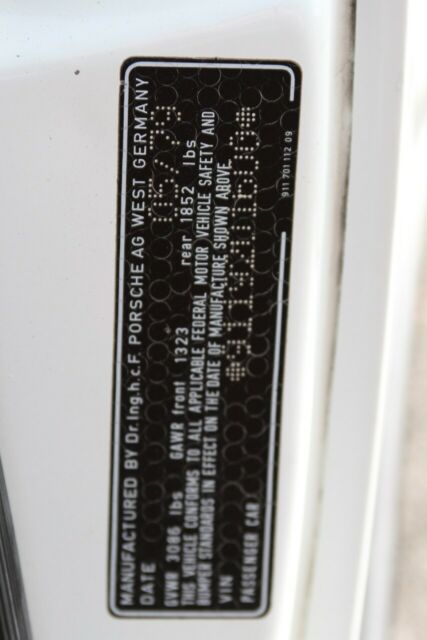 MANUFACTURED BY Dr.Ing.h.c.F. PORSCHE AG WEST GERMANY
DATE
GVWR 3086 lbs GAWR front 1323 rear 1852 lbs
THIS VEHICLE CONFORMS TO ALL APPLICABLE FEDERAL MOTOR VEHICLE SAFETY AND
BUMPER STANDARDS IN EFFECT ON THE DATE OF MANUFACTURE SHOWN ABOVE
VIN
PASSENGER CAR
911 701 112 09